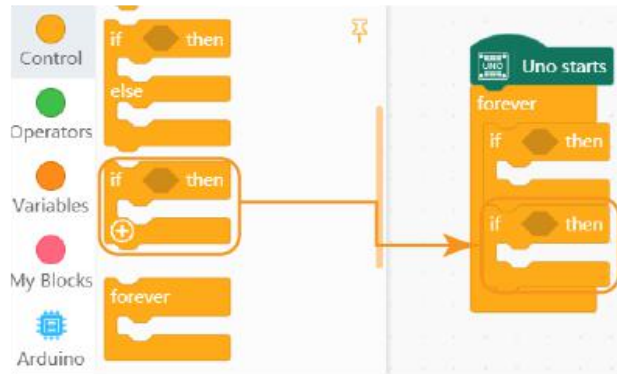 Control
Operators
Variables
My Blocks
Arduino
if then
else
if then
forever
UNO
Uno starts
forever
if then
if then